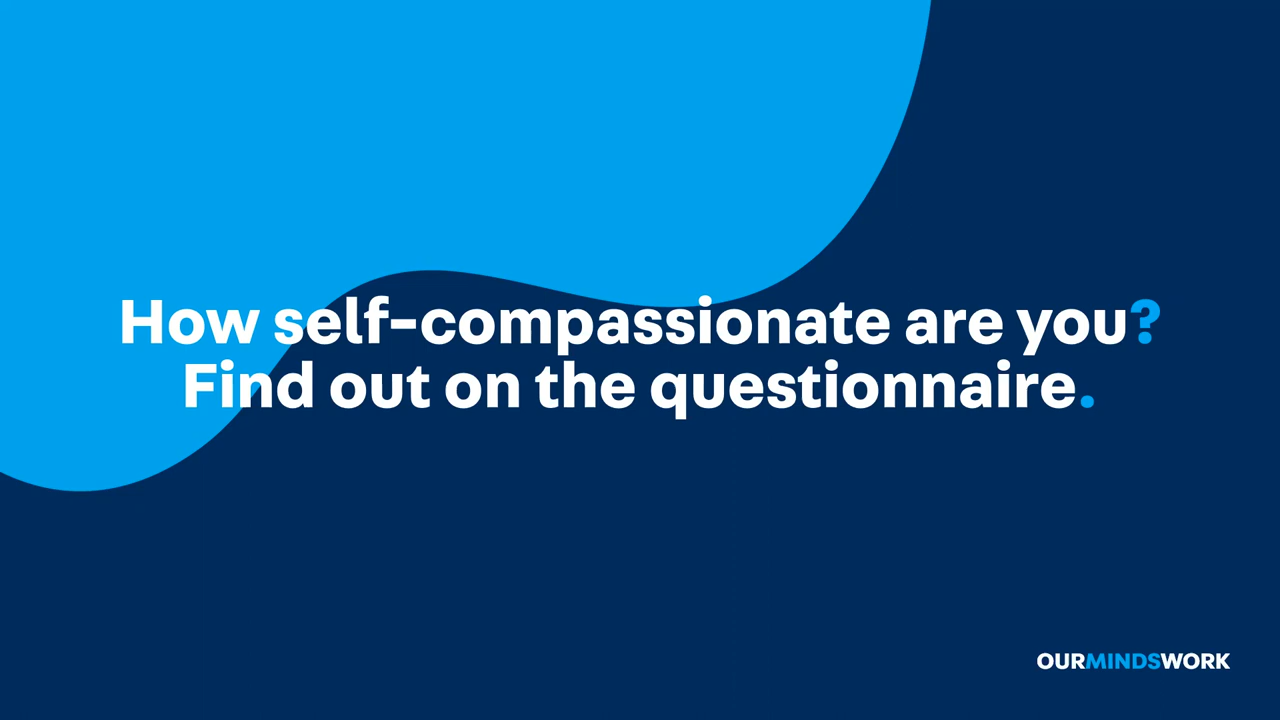 How self-compassionate are you?
Find out on the questionnaire.
OURMINDSWORK